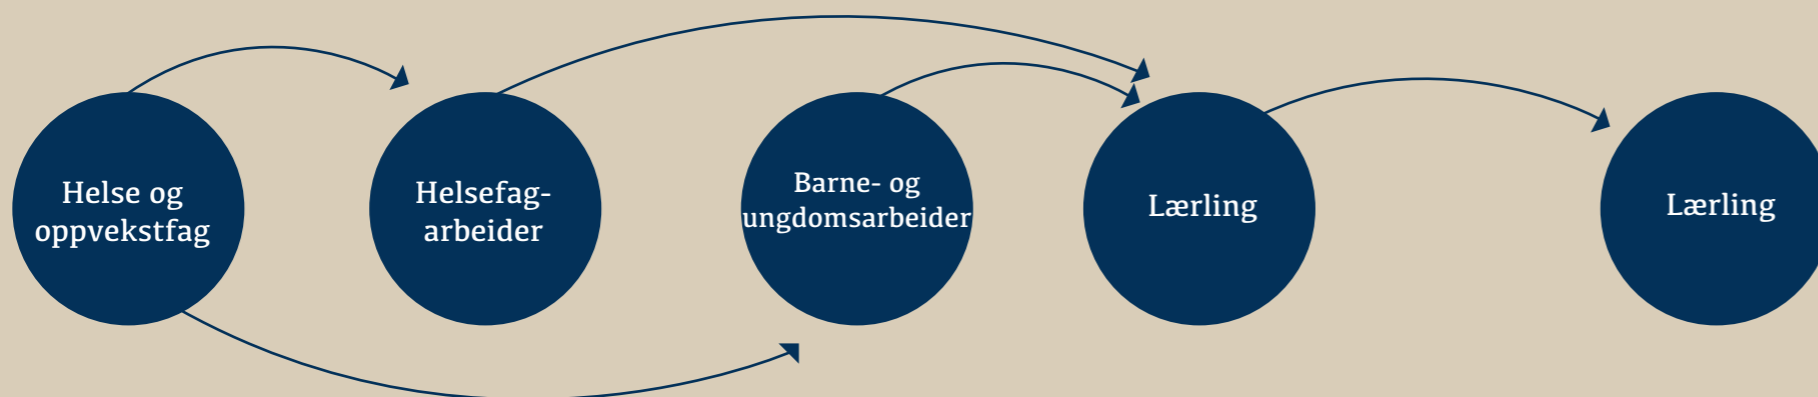 Helse og
oppvekstfag
Helsefag-
arbeider
Barne- og
ungdomsarbeider
Lærling
Lærling